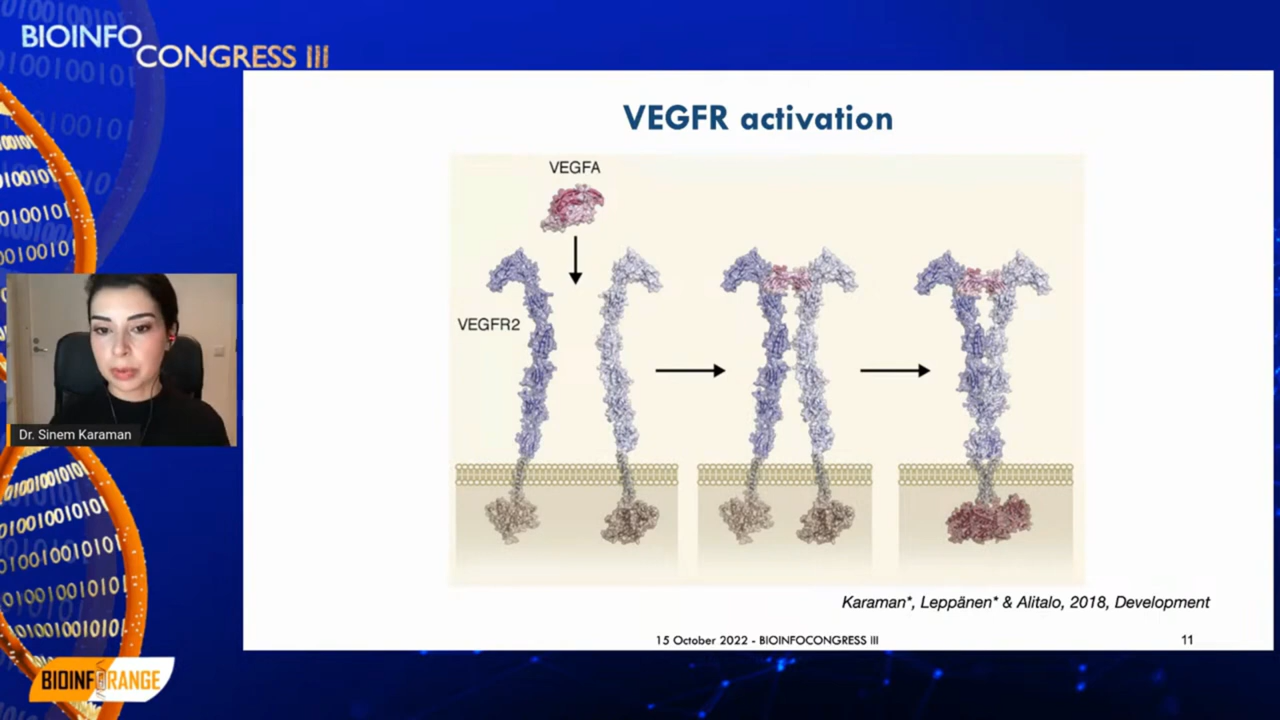 BIOINFO
CONGRESS III
VEGFR activation
VEGFA
VEGFR2
Dr. Sinem Karaman
Karaman*, Leppänen* & Alitalo, 2018, Development
15 October 2022 - BIOINFOCONGRESS III
11
BIOINFORANGE